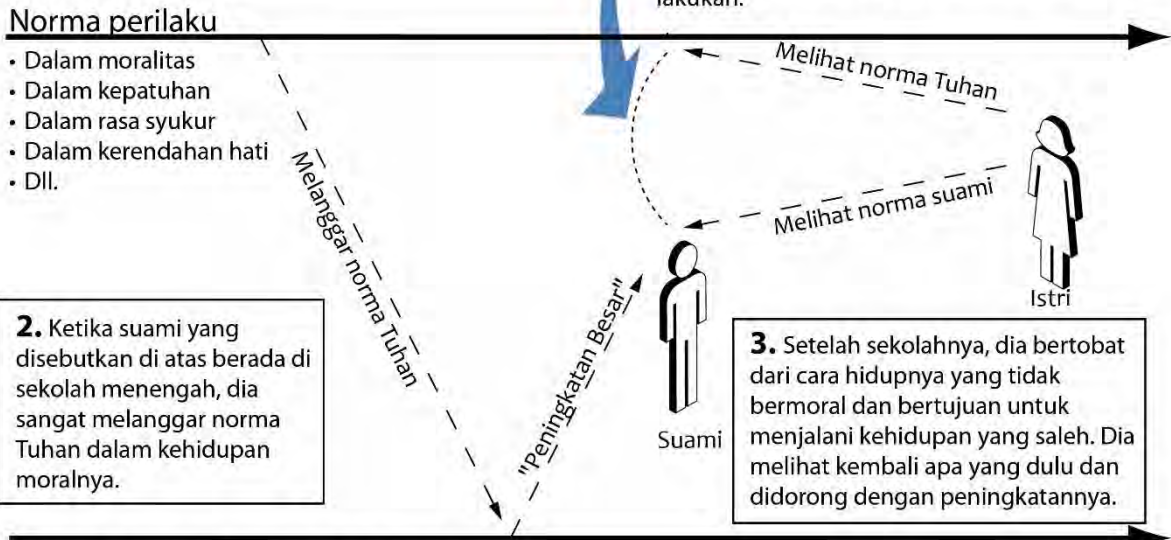 lakukan.
Norma perilaku
• Dalam moralitas
• Dalam kepatuhan
• Dalam rasa syukur
• Dalam kerendahan hati
• Dll.
Melanggar norma Tuhan
Melihat norma Tuhan
Melihat norma suami
Istri
"Peningkatan Besar"
Suami
2. Ketika suami yang
disebutkan di atas berada di
sekolah menengah, dia
sangat melanggar norma
Tuhan dalam kehidupan
moralnya.
3. Setelah sekolahnya, dia bertobat
dari cara hidupnya yang tidak
bermoral dan bertujuan untuk
menjalani kehidupan yang saleh. Dia
melihat kembali apa yang dulu dan
didorong dengan peningkatannya.